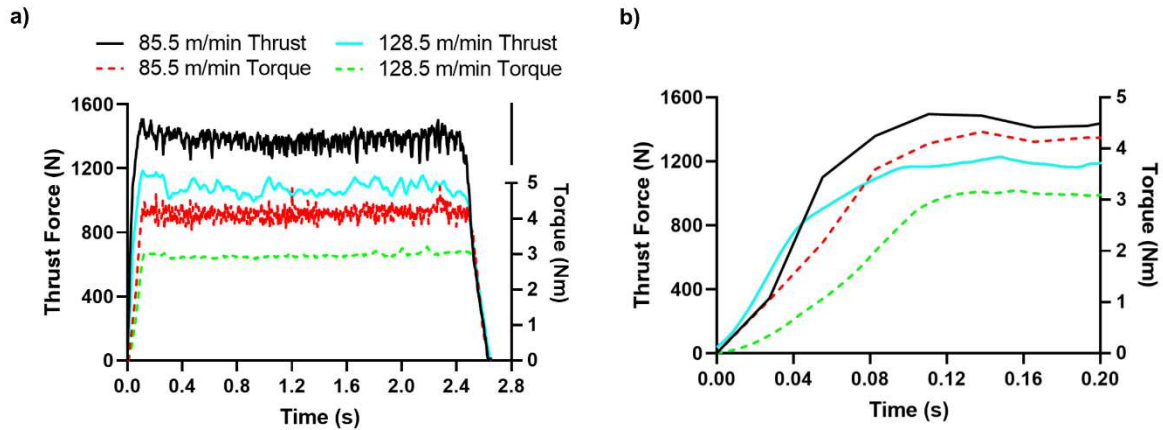 a)
85.5 m/min Thrust
128.5 m/min Thrust
85.5 m/min Torque
128.5 m/min Torque
1600
1200
800
400
0
Thrust Force (N)
5
4
3
2
1
0
Torque (Nm)
0.0 0.4 0.8 1.2 1.6 2.0 2.4 2.8
Time (s)
b)
1600
1200
800
400
0
Thrust Force (N)
5
4
3
2
1
0
Torque (Nm)
0.00 0.04 0.08 0.12 0.16 0.20
Time (s)